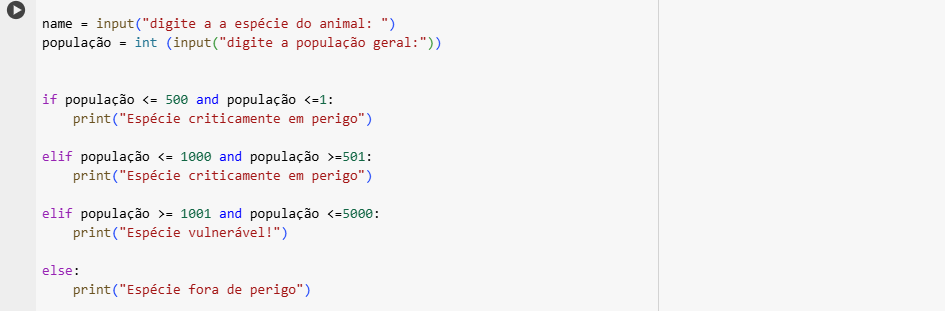 name = input("digite a a espécie do animal: ")
população = int (input("digite a população geral:"))
if população <= 500 and população <=1:
print("Espécie criticamente em perigo")
elif população <= 1000 and população >=501:
print("Espécie criticamente em perigo")
elif população >= 1001 and população <=5000:
print("Espécie vulnerável!")
else:
print("Espécie fora de perigo")